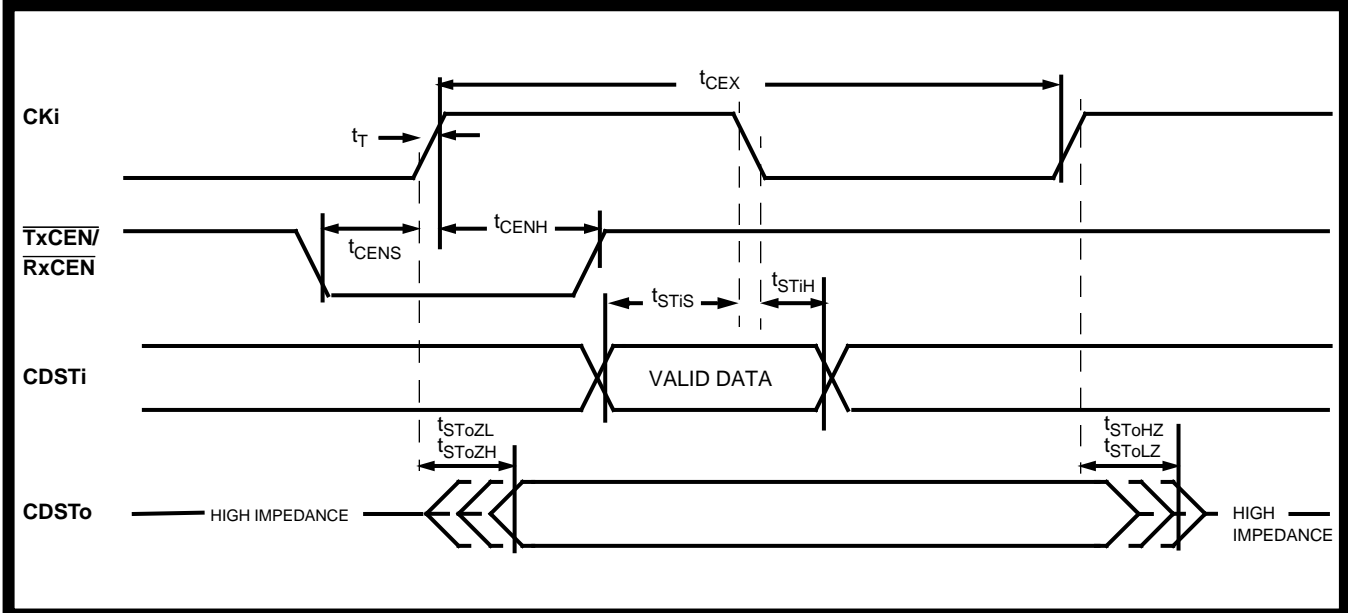 tCEX
CKi
tT
TxCEN/
RxCEN
tCENS
tCENH
tSTiS
tSTiH
CDSTi
VALID DATA
tSToZL
tSToZH
tSToHZ
tSToLZ
CDSTo
HIGH IMPEDANCE
HIGH
IMPEDANCE